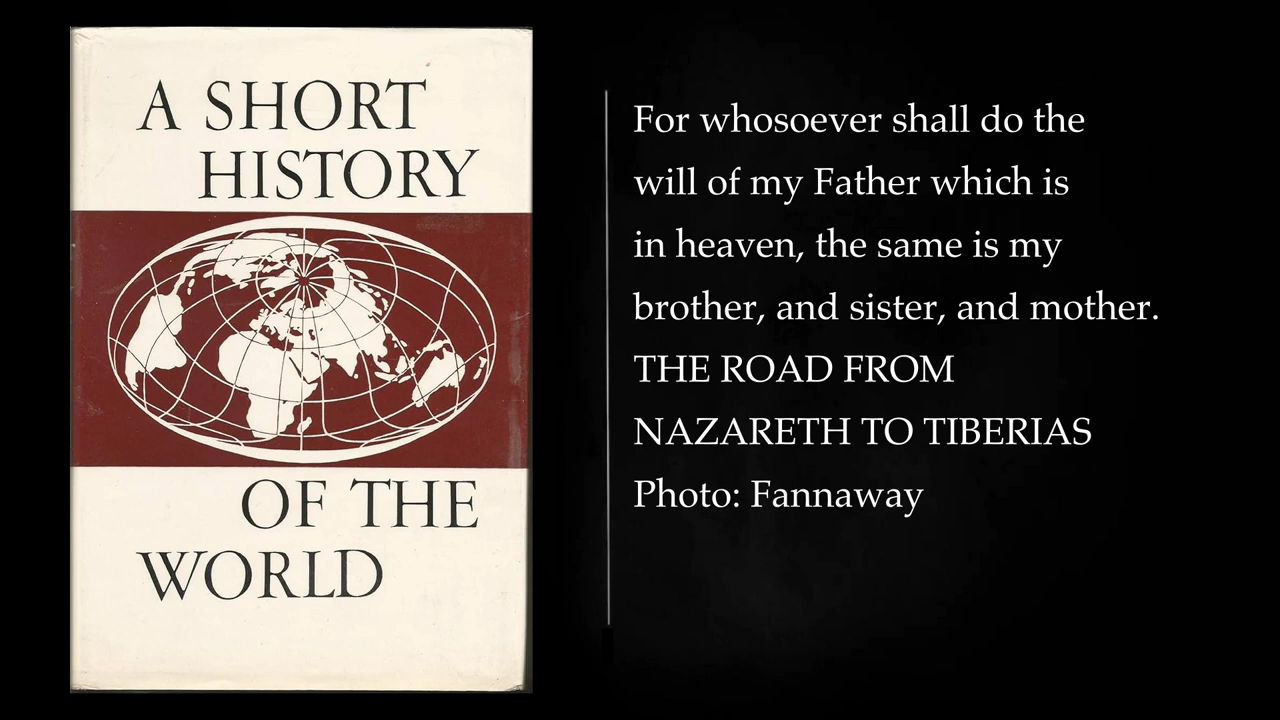 A SHORT
HISTORY
OF THE
WORLD
For whosoever shall do the
will of my Father which is
in heaven, the same is my
brother, and sister, and mother.
THE ROAD FROM
NAZARETH TO TIBERIAS
Photo: Fannaway